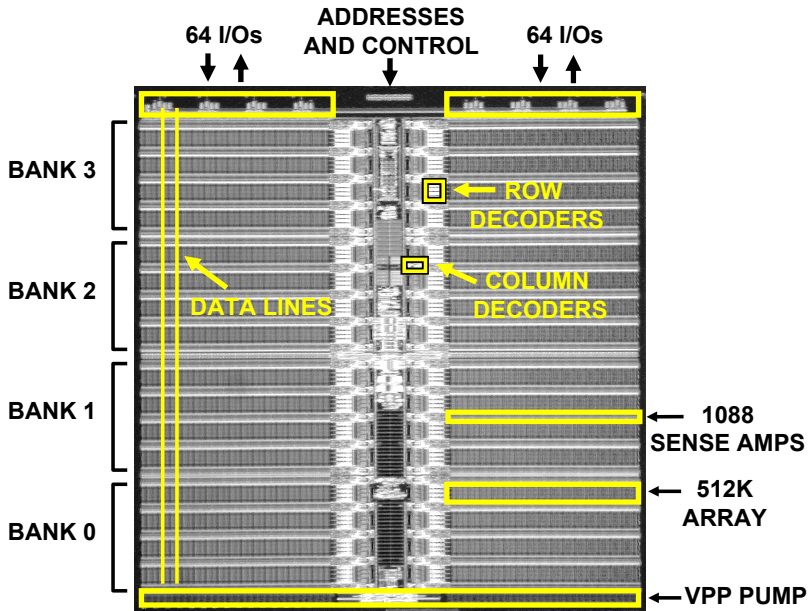 ADDRESSES
AND CONTROL
64 I/Os
64 I/Os
BANK 3
ROW
DECODERS
BANK 2
DATA LINES
COLUMN
DECODERS
BANK 1
1088
SENSE AMPS
512K
ARRAY
BANK 0
VPP PUMP